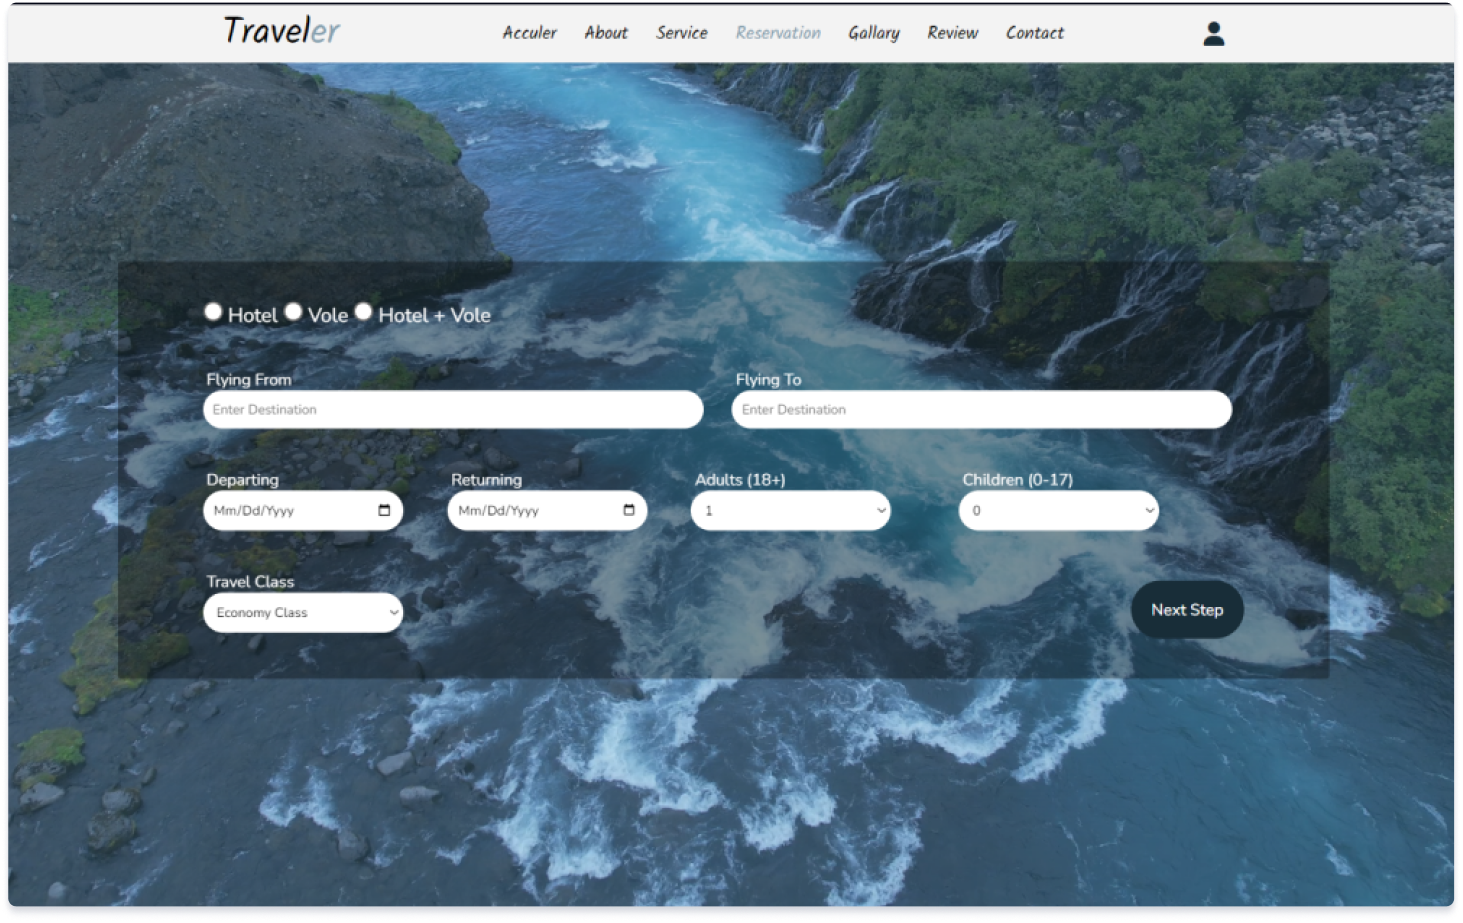 Traveler Acculer About Service Reservation Gallary Review Contact
Hotel Vole Hotel + Vole
Flying From Flying To
Enter Destination Enter Destination
Departing Returning Adults (18+) Children (0-17)
Mm/Dd/Yyyy Mm/Dd/Yyyy 1 0
Travel Class
Economy Class Next Step